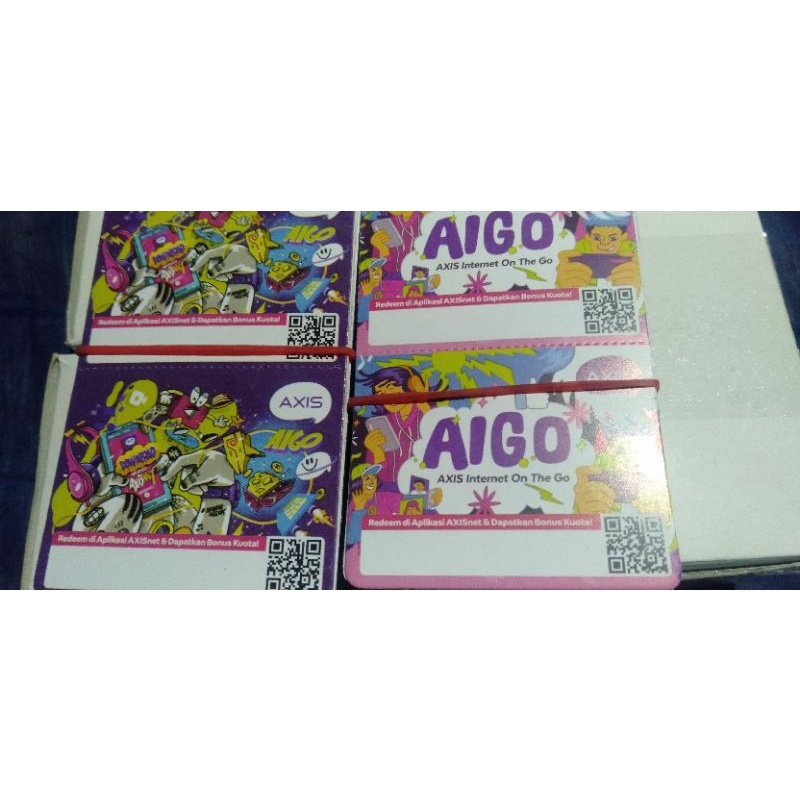 AIGO
Redeem di Aplikasi AXISnet & Dapatkan Bonus Kuota!
AIGO
AXIS Internet On The Go
Redeem di Aplikasi AXISnet & Dapatkan Bonus Kuota!
AXIS
AIGO
Redeem di Aplikasi AXISnet & Dapatkan Bonus Kuota!
AIGO
AXIS Internet On The Go
Redeem di Aplikasi AXISnet & Dapatkan Bonus Kuota!